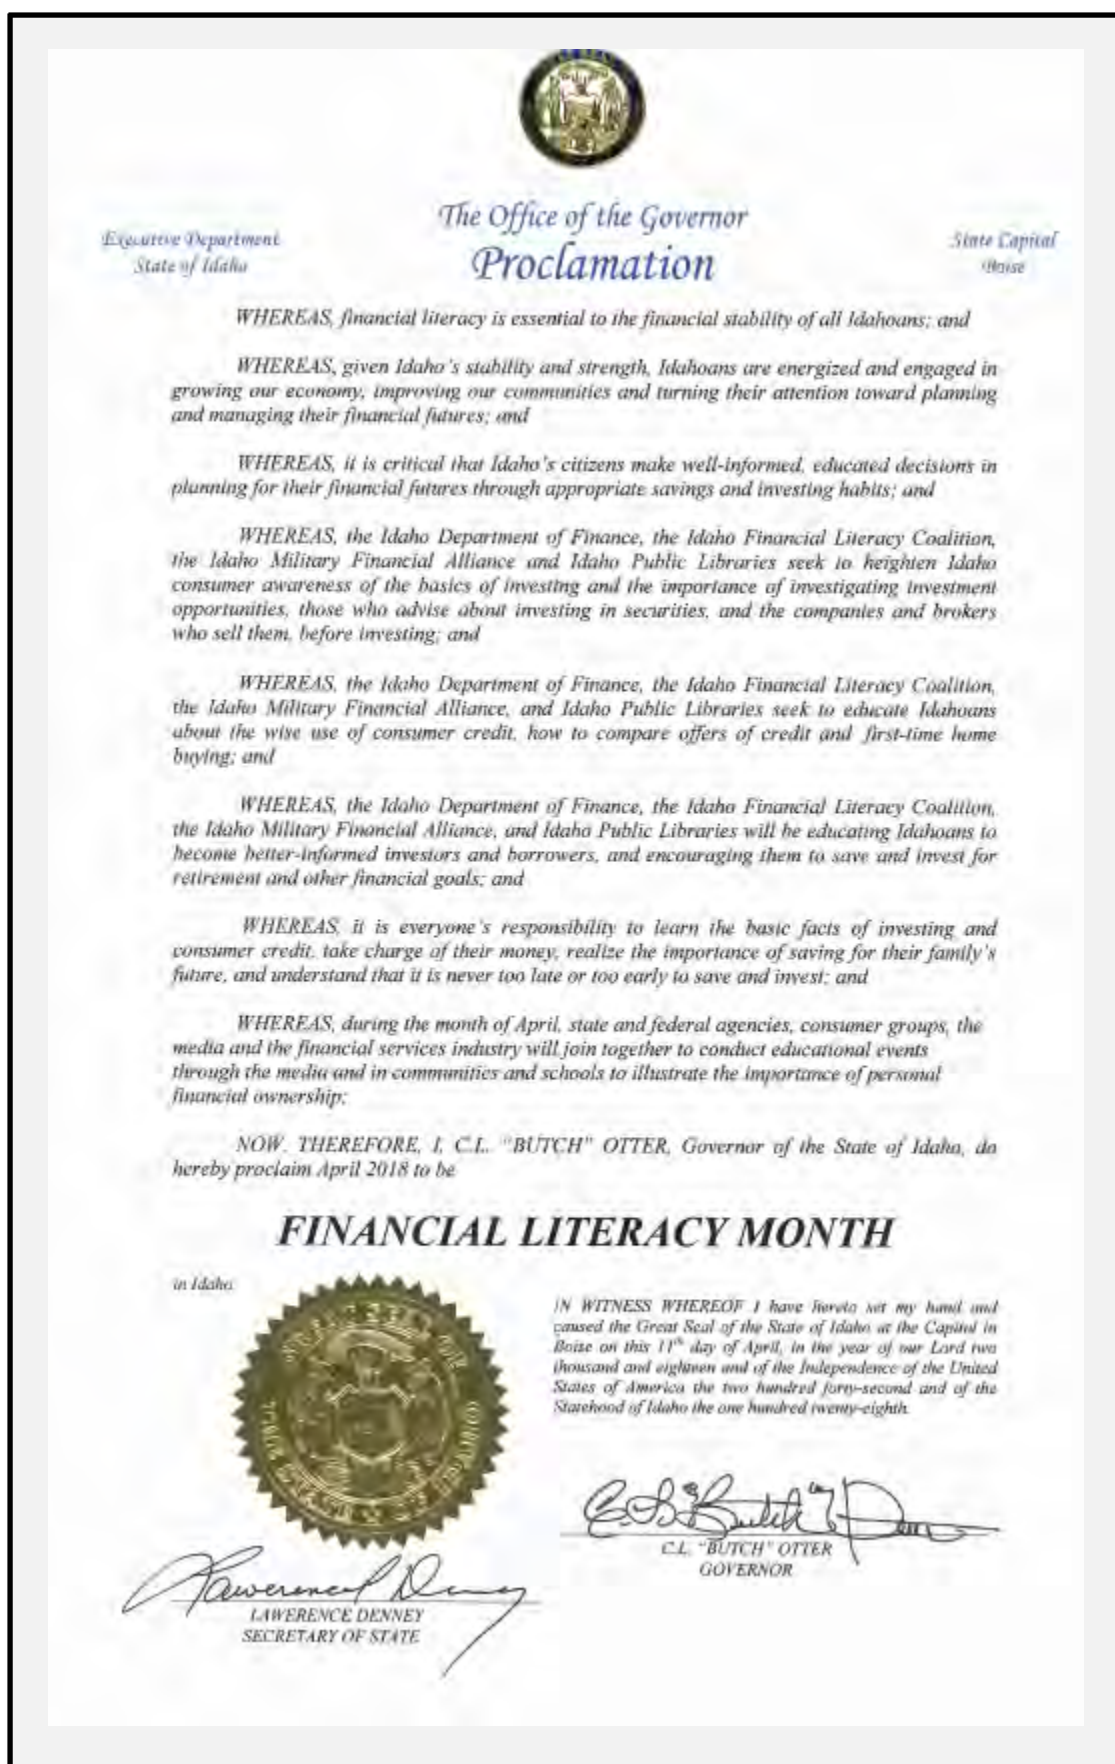 The Office of the Governor
Proclamation
Executive Department
State of Idaho
State Capital
Boise
WHEREAS, financial literacy is essential to the financial stability of all Idahoans; and
WHEREAS, given Idaho's stability and strength, Idahoans are energized and engaged in
growing our economy, improving our communities and turning their attention toward planning
and managing their financial futures; and
WHEREAS, it is critical that Idaho's citizens make well-informed, educated decisions in
planning for their financial futures through appropriate savings and investing habits; and
WHEREAS, the Idaho Department of Finance, the Idaho Financial Literacy Coalition,
the Idaho Military Financial Alliance and Idaho Public Libraries seek to heighten Idaho
consumer awareness of the basics of investing and the importance of investigating investment
opportunities, those who advise about investing in securities, and the companies and brokers
who sell them, before investing; and
WHEREAS, the Idaho Department of Finance, the Idaho Financial Literacy Coalition,
the Idaho Military Financial Alliance, and Idaho Public Libraries seek to educate Idahoans
about the wise use of consumer credit, how to compare offers of credit and first-time home
buying; and
WHEREAS, the Idaho Department of Finance, the Idaho Financial Literacy Coalition,
the Idaho Military Financial Alliance, and Idaho Public Libraries will be educating Idahoans to
become better-informed investors and borrowers, and encouraging them to save and invest for
retirement and other financial goals; and
WHEREAS, it is everyone's responsibility to learn the basic facts of investing and
consumer credit, take charge of their money, realize the importance of saving for their family's
future, and understand that it is never too late or too early to save and invest; and
WHEREAS, during the month of April, state and federal agencies, consumer groups, the
media and the financial services industry will join together to conduct educational events
through the media and in communities and schools to illustrate the importance of personal
financial ownership;
NOW, THEREFORE, I, C.L. "BUTCH" OTTER, Governor of the State of Idaho, do
hereby proclaim April 2018 to be
FINANCIAL LITERACY MONTH
in Idaho.
IN WITNESS WHEREOF I have hereto set my hand and
caused the Great Seal of the State of Idaho at the Capitol in
Boise on this 11th day of April, in the year of our Lord two
thousand and eighteen and of the Independence of the United
States of America the two hundred forty-second and of the
Statehood of Idaho the one hundred twenty-eighth.
C.L. "BUTCH" OTTER
GOVERNOR
Lawerence Denney
LAWERENCE DENNEY
SECRETARY OF STATE